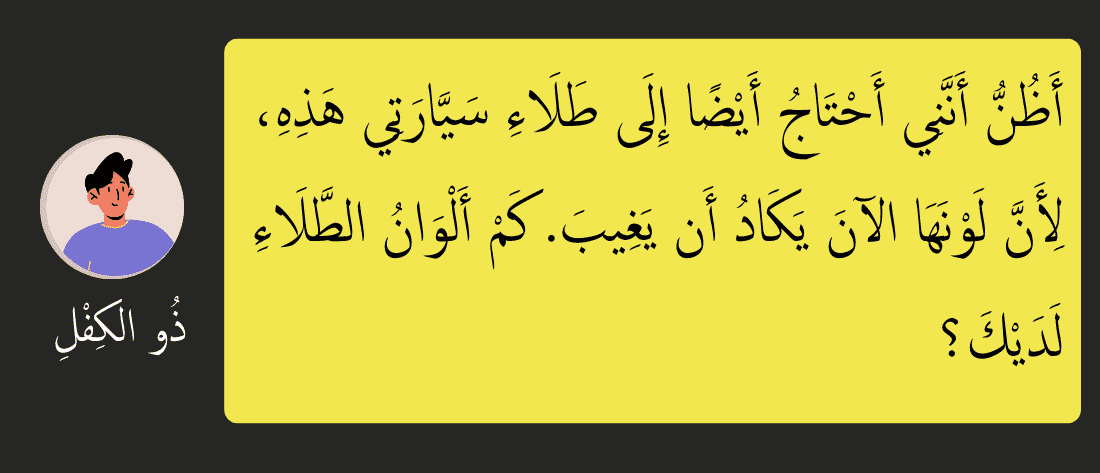 أَظُنُّ أَنَّنِي أَحْتَاجُ أَيْضًا إِلَى طَلَاءِ سَيَّارَتِي هَذِهِ،
لِأَنَّ لَوْنَهَا الآنَ يَكَادُ أَن يَغِيبَ. كَمْ أَلْوَانُ الطَّلَاءِ
لَدَيْكَ؟
ذُو الكِفْلِ